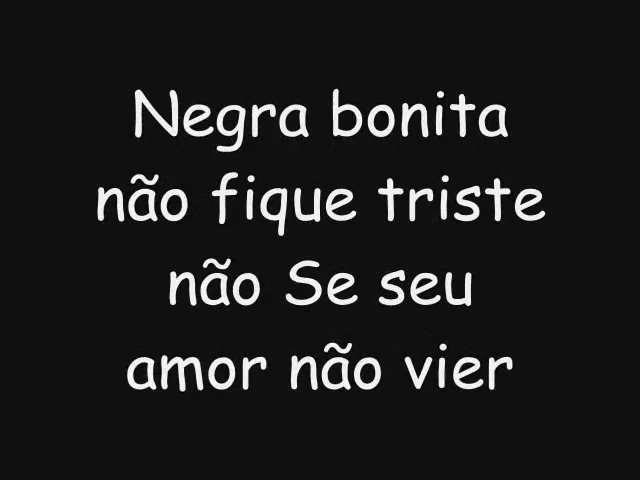 Negra bonita
não fique triste
não Se seu
amor não vier